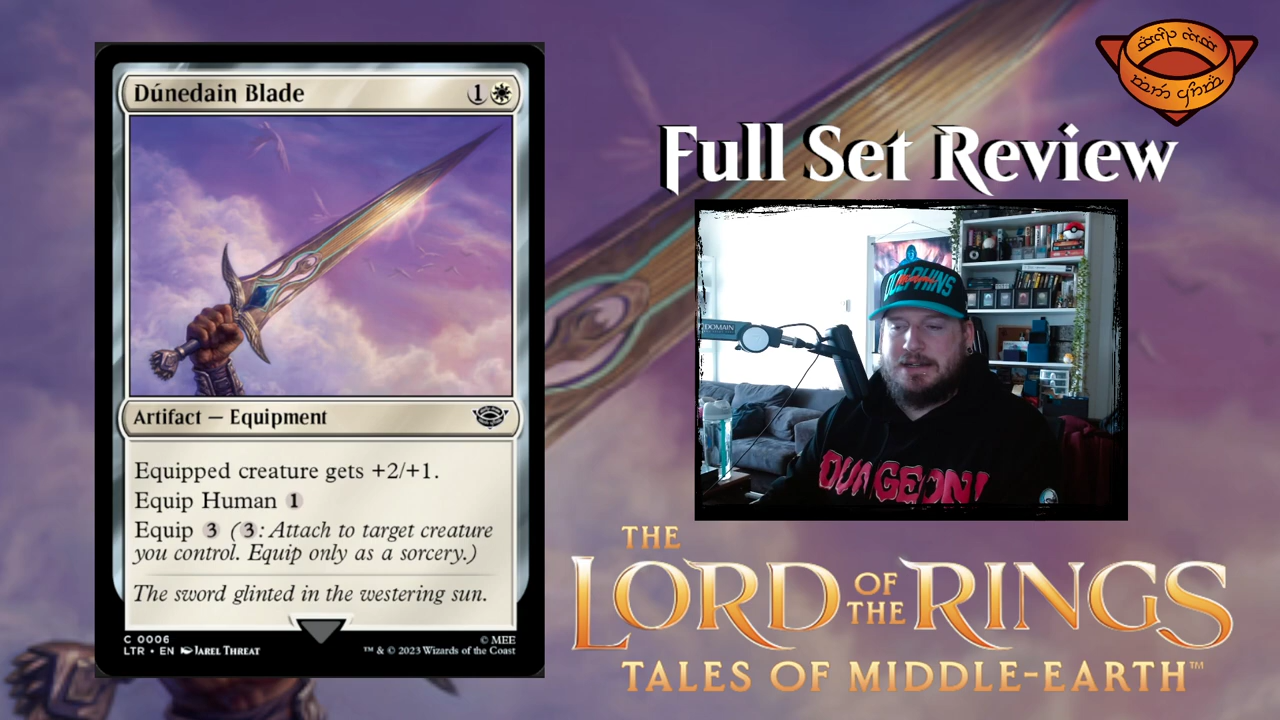 Dúnedain Blade 1
Artifact — Equipment
Equipped creature gets +2/+1.
Equip Human 1
Equip 3 (3: Attach to target creature
you control. Equip only as a sorcery.)
The sword glinted in the westering sun.
C 0006
LTR • EN JAREL THREAT
© MEE
™ & © 2023 Wizards of the Coast
Full Set Review
DOLPHINS
DOMAIN
DUNGEON!
THE
LORD OF THE RINGS
TALES OF MIDDLE-EARTH™